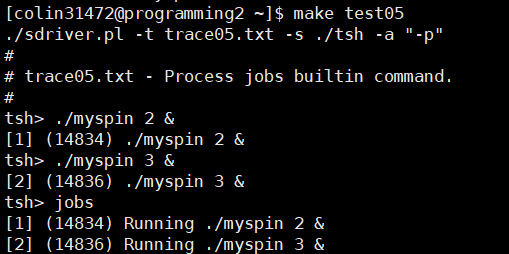 [colin31472@programming2 ~]$ make test05
./sdriver.pl -t trace05.txt -s ./tsh -a "-p"
#
# trace05.txt - Process jobs builtin command.
#
tsh> ./myspin 2 &
[1] (14834) ./myspin 2 &
tsh> ./myspin 3 &
[2] (14836) ./myspin 3 &
tsh> jobs
[1] (14834) Running ./myspin 2 &
[2] (14836) Running ./myspin 3 &